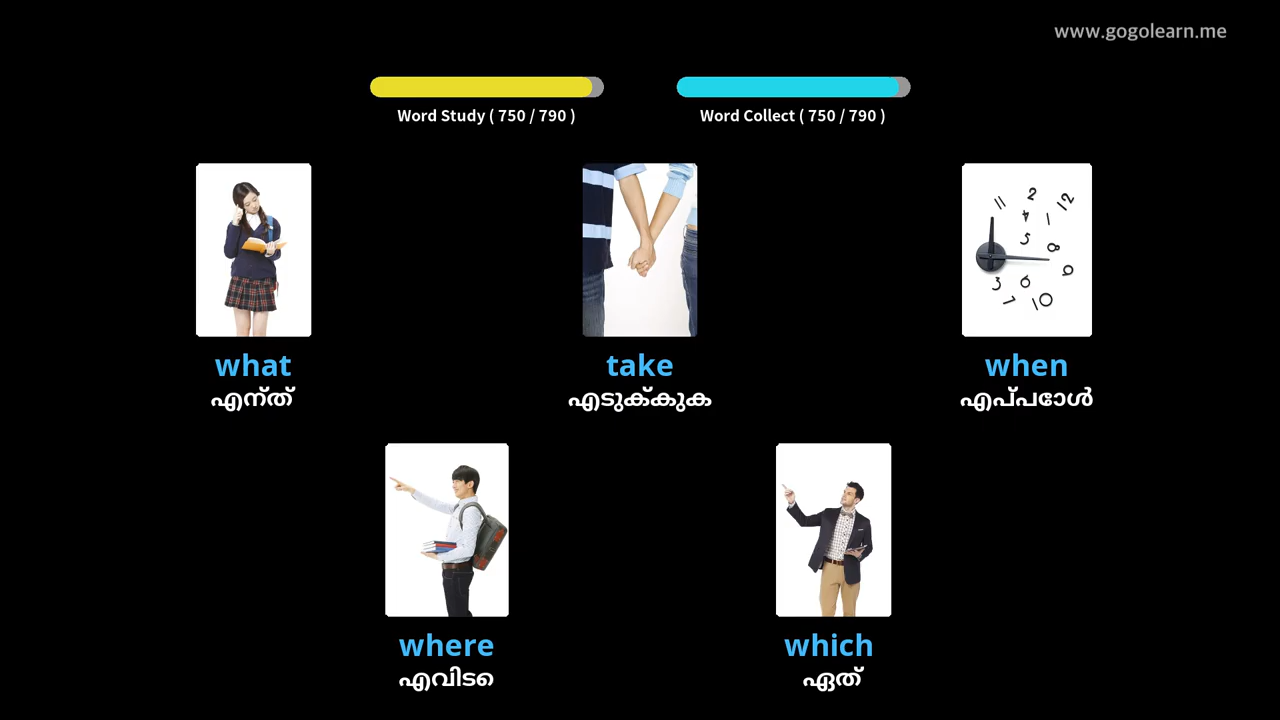 www.gogolearn.me
Word Study ( 750 / 790 )
Word Collect ( 750 / 790 )
what
എന്ത്
take
എടുക്കുക
when
എപ്പോൾ
where
എവിടെ
which
ഏത്